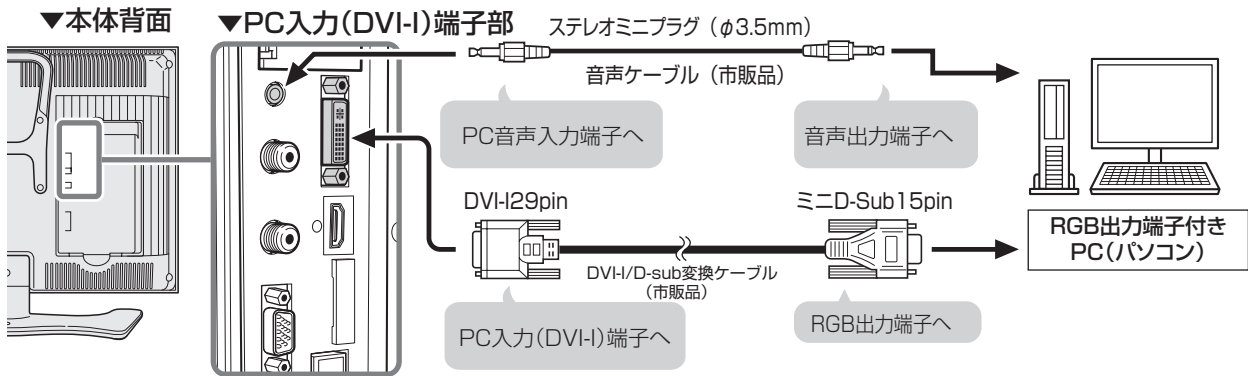 ▼本体背面
▼PC入力(DVI-I)端子部
ステレオミニプラグ（φ3.5mm）
音声ケーブル（市販品）
PC音声入力端子へ
音声出力端子へ
DVI-I29pin
ミニD-Sub15pin
DVI-I/D-sub変換ケーブル
（市販品）
PC入力(DVI-I)端子へ
RGB出力端子へ
RGB出力端子付き
PC(パソコン)